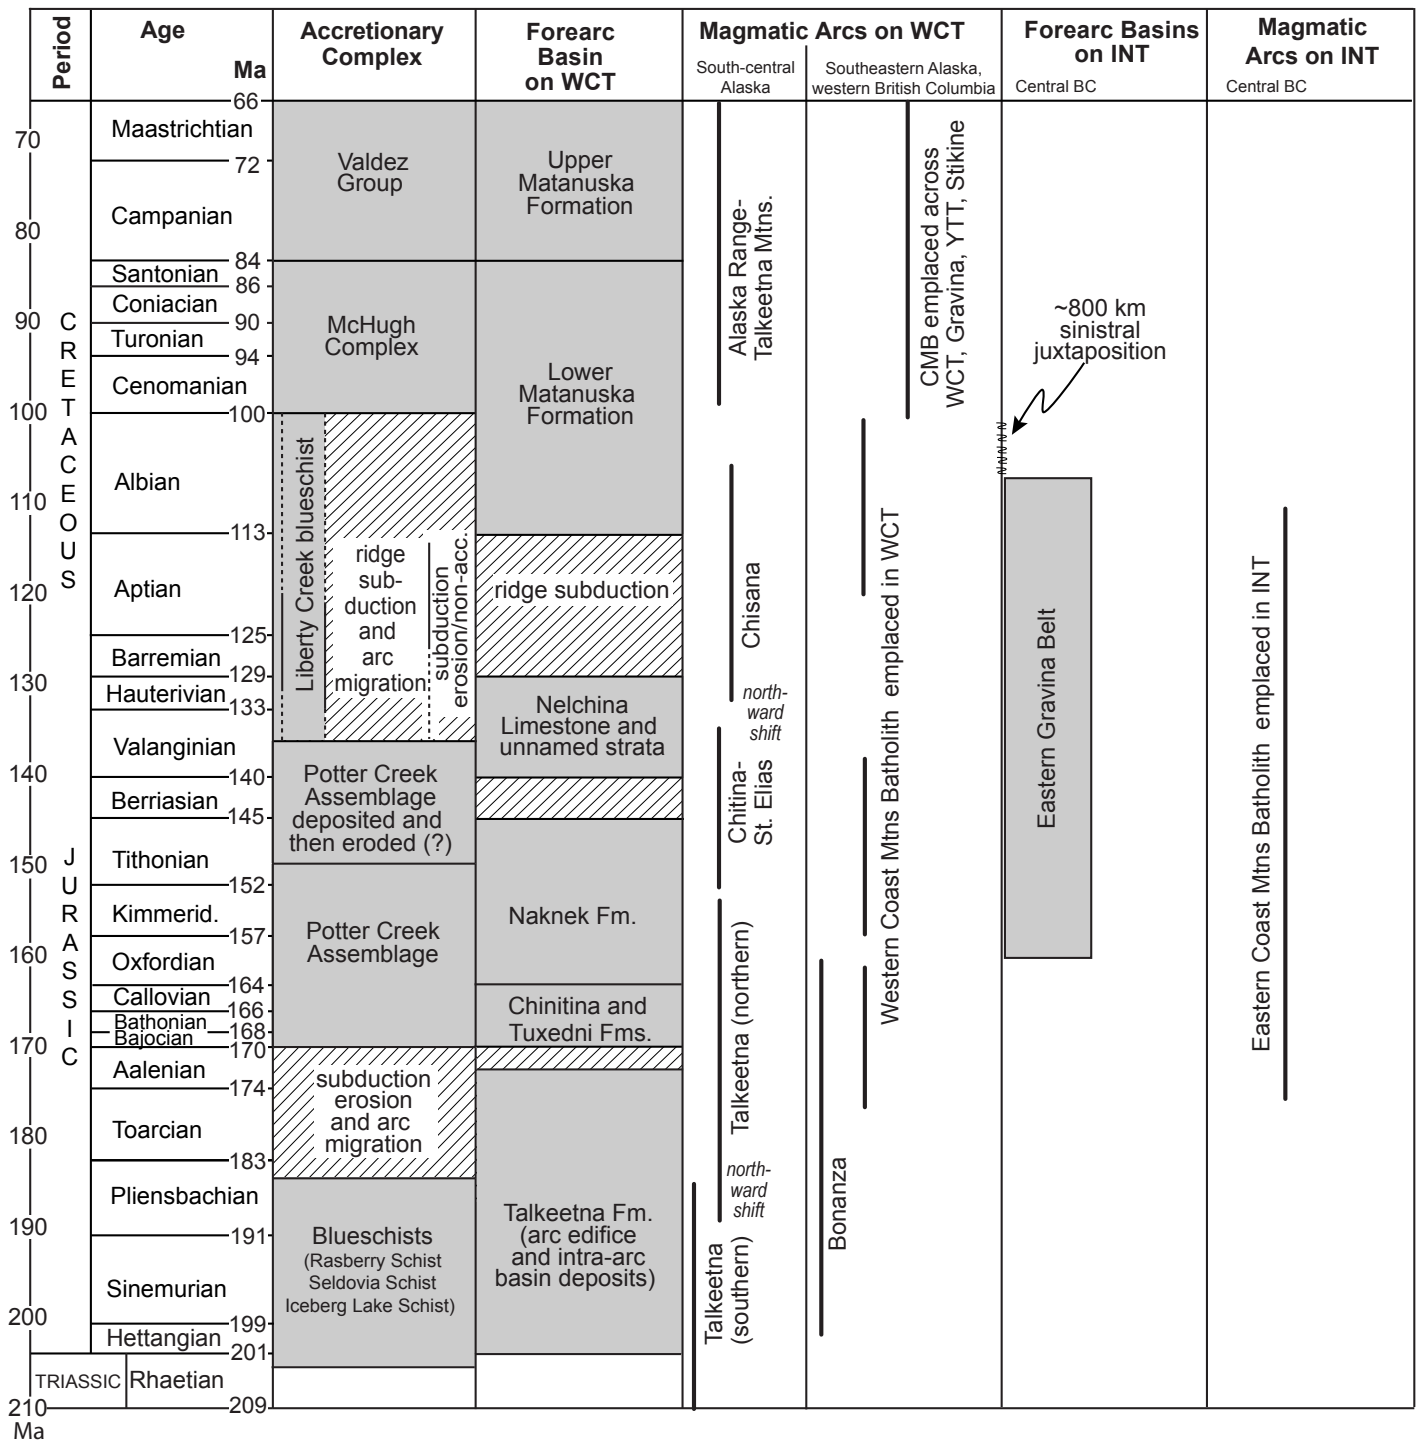 Period
Age
Ma
Accretionary
Complex
Forearc
Basin
on WCT
Magmatic Arcs on WCT
South-central
Alaska
Southeastern Alaska,
western British Columbia
Forearc Basins
on INT
Central BC
Magmatic
Arcs on INT
Central BC
66
70
Maastrichtian
72
Campanian
80
84
Santonian
86
Coniacian
90
90
Turonian
94
Cenomanian
100
100
Albian
110
113
Aptian
120
125
Barremian
129
130
Hauterivian
133
Valanginian
140
140
Berriasian
145
Tithonian
150
152
Kimmerid.
157
160
Oxfordian
164
Callovian
166
Bathonian
168
Bajocian
170
170
Aalenian
174
Toarcian
180
183
Pliensbachian
190
191
Sinemurian
200
199
Hettangian
201
TRIASSIC
Rhaetian
210
209
Ma
CRETACEOUS
JURASSIC
Valdez
Group
McHugh
Complex
Liberty Creek blueschist
ridge
sub-
duction
and
arc
migration
subduction
erosion/non-acc.
Potter Creek
Assemblage
deposited and
then eroded (?)
Potter Creek
Assemblage
subduction
erosion
and arc
migration
Blueschists
(Rasberry Schist
Seldovia Schist
Iceberg Lake Schist)
Upper
Matanuska
Formation
Lower
Matanuska
Formation
ridge subduction
Nelchina
Limestone and
unnamed strata
Naknek Fm.
Chinitina and
Tuxedni Fms.
Talkeetna Fm.
(arc edifice
and intra-arc
basin deposits)
Alaska Range-
Talkeetna Mtns.
Chisana
north-
ward
shift
Chitina-
St. Elias
Talkeetna (northern)
north-
ward
shift
Talkeetna
(southern)
CMB emplaced across
WCT, Gravina, YTT, Stikine
Western Coast Mtns Batholith emplaced in WCT
Bonanza
~800 km
sinistral
juxtaposition
Eastern Gravina Belt
Eastern Coast Mtns Batholith emplaced in INT